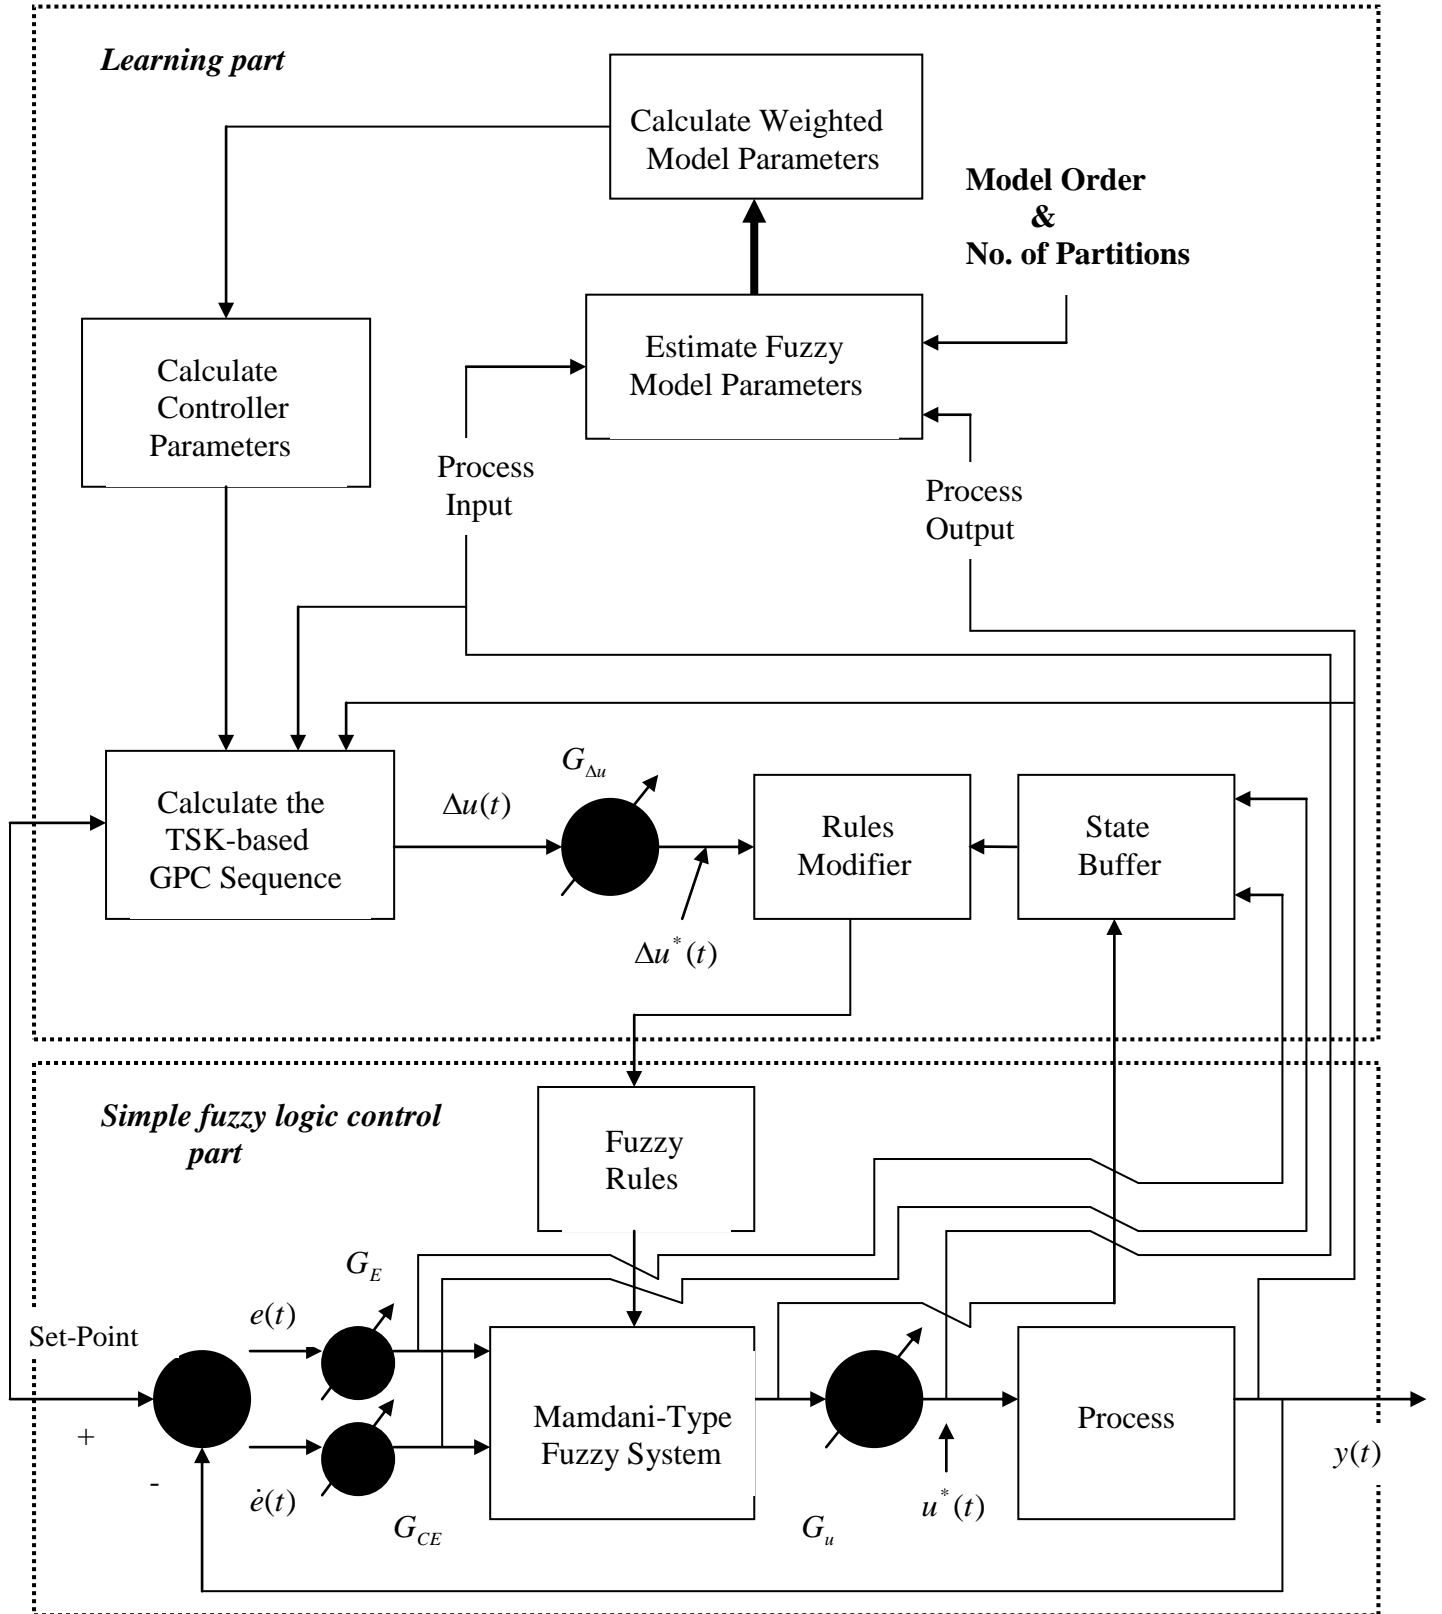 Learning part
Calculate Weighted
Model Parameters
Model Order
&
No. of Partitions
Estimate Fuzzy
Model Parameters
Calculate
Controller
Parameters
Process
Input
Process
Output
G_Δu
Δu(t)
Calculate the
TSK-based
GPC Sequence
Rules
Modifier
State
Buffer
Δu*(t)
Simple fuzzy logic control
part
Fuzzy
Rules
G_E
e(t)
Set-Point
+
-
ė(t)
G_CE
Mamdani-Type
Fuzzy System
G_u
u*(t)
Process
y(t)